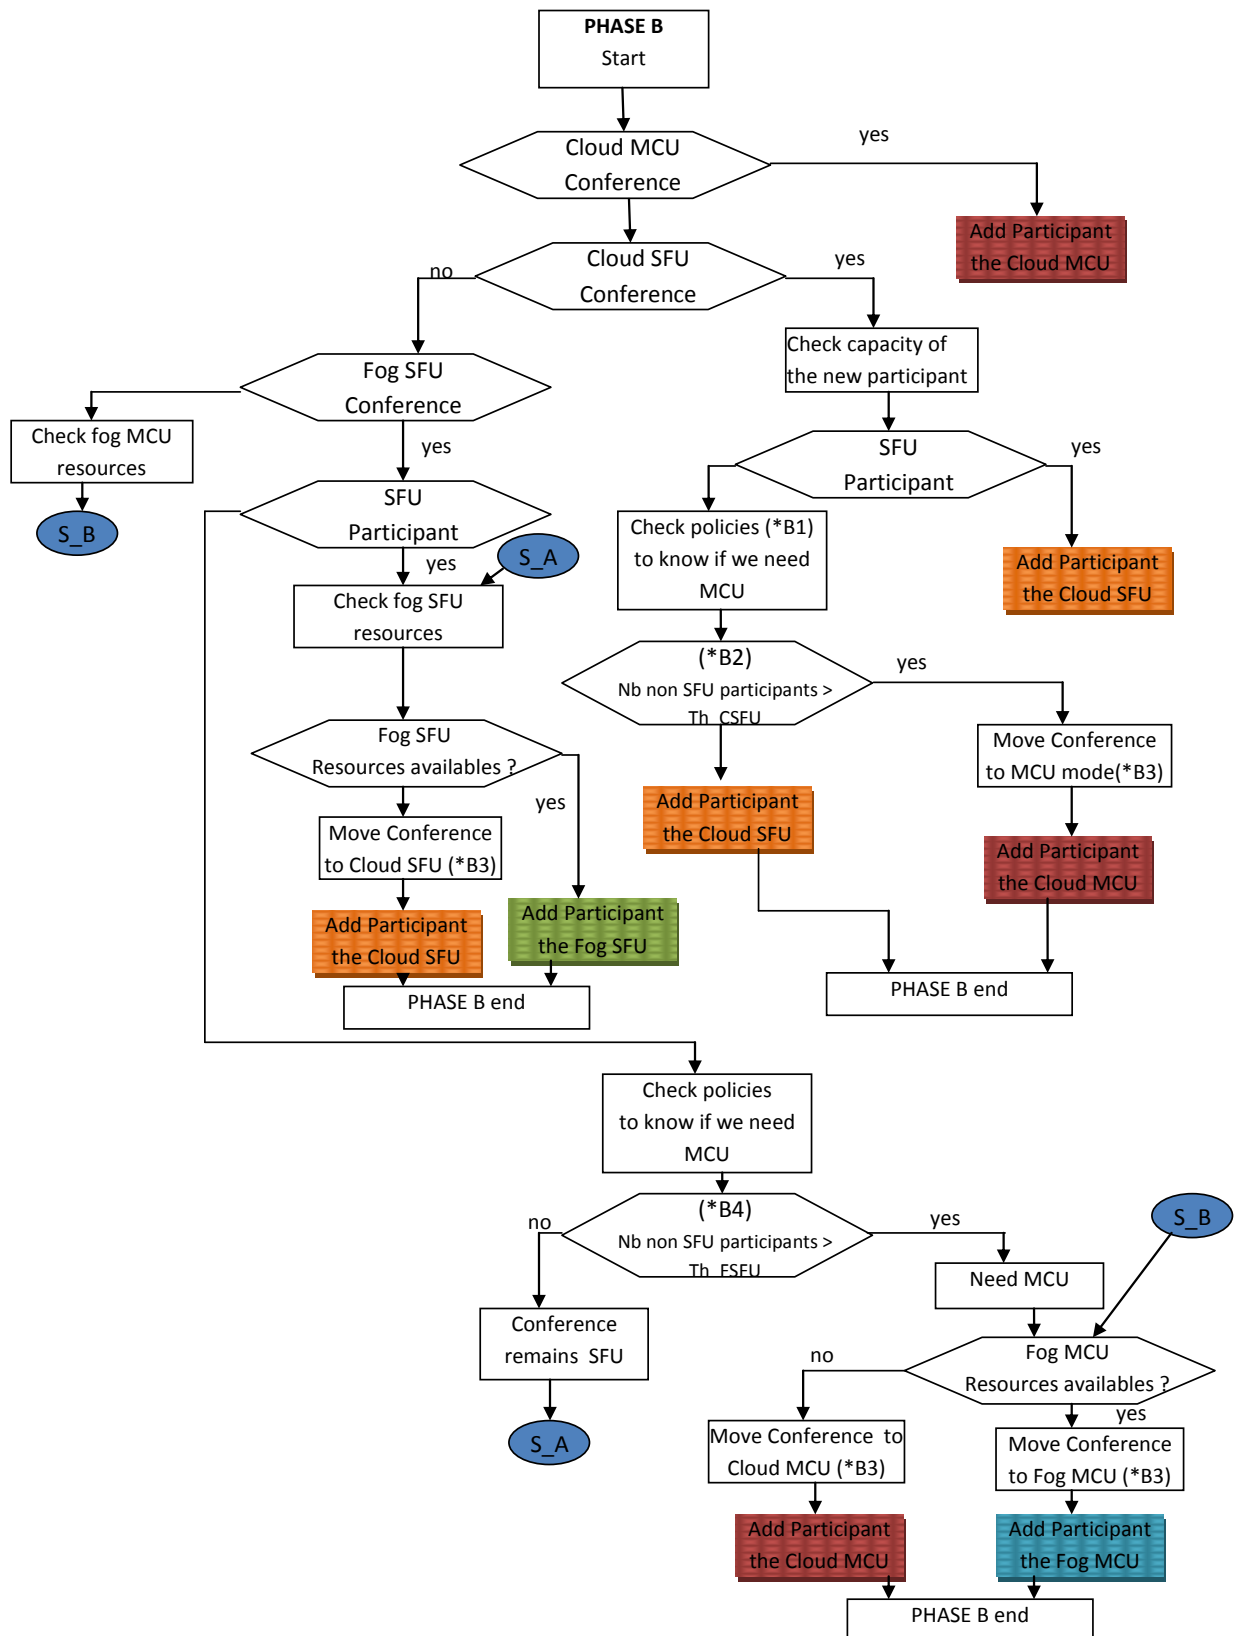 PHASE B
Start
Cloud MCU
Conference
yes
Add Participant
the Cloud MCU
Cloud SFU
Conference
no
yes
Check capacity of
the new participant
Fog SFU
Conference
Check fog MCU
resources
yes
S_B
SFU
Participant
yes
SFU
Participant
yes
S_A
Check policies (*B1)
to know if we need
MCU
Add Participant
the Cloud SFU
Check fog SFU
resources
(*B2)
Nb non SFU participants >
Th_CSFU
yes
Fog SFU
Resources availables ?
yes
Move Conference
to MCU mode(*B3)
Add Participant
the Cloud SFU
Move Conference
to Cloud SFU (*B3)
Add Participant
the Cloud MCU
Add Participant
the Cloud SFU
Add Participant
the Fog SFU
PHASE B end
PHASE B end
Check policies
to know if we need
MCU
(*B4)
Nb non SFU participants >
Th_FSFU
no
yes
S_B
Need MCU
Conference
remains  SFU
Fog MCU
Resources availables ?
no
yes
S_A
Move Conference  to
Cloud MCU (*B3)
Move Conference
to Fog MCU (*B3)
Add Participant
the Cloud MCU
Add Participant
the Fog MCU
PHASE B end